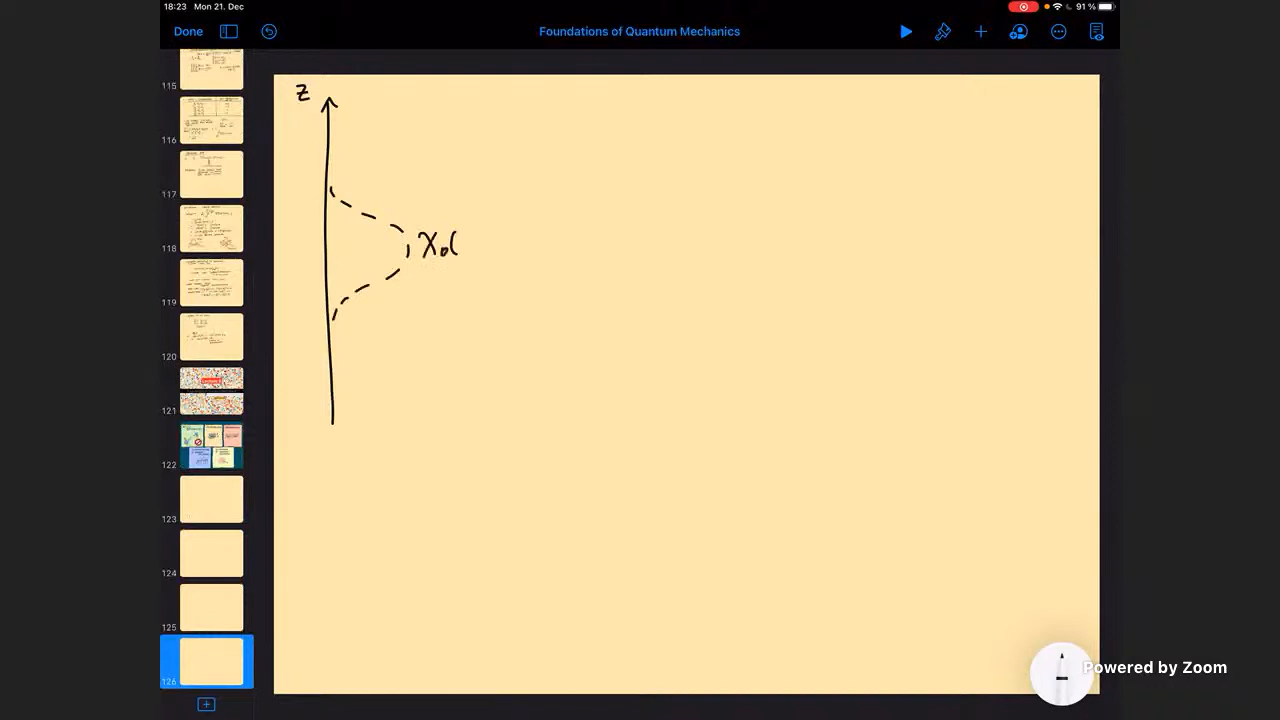 18:23 Mon 21. Dec
91 %
Done
Foundations of Quantum Mechanics
115
116
117
118
119
120
121
122
123
124
125
126
z
χ₀(
Powered by Zoom